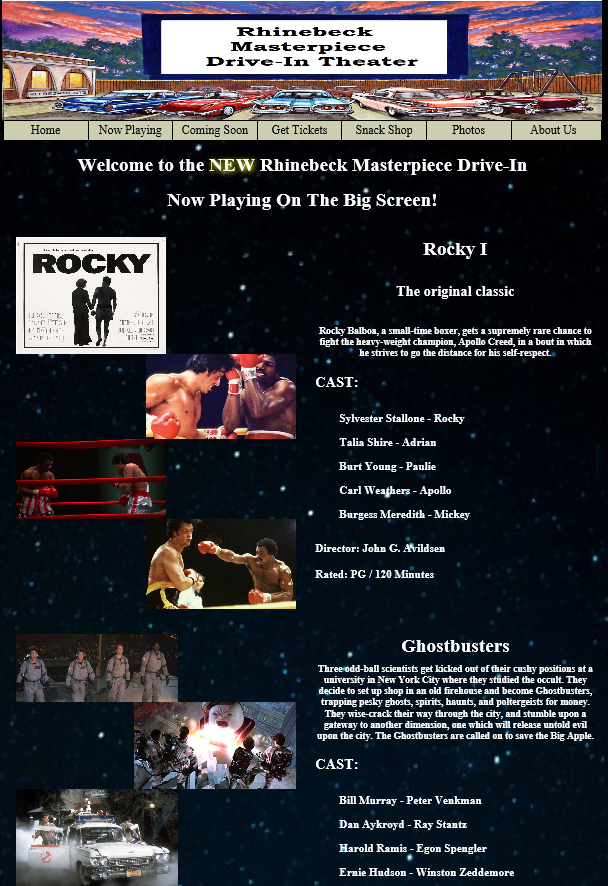 Rhinebeck
Masterpiece
Drive-In Theater
Home Now Playing Coming Soon Get Tickets Snack Shop Photos About Us
Welcome to the NEW Rhinebeck Masterpiece Drive-In
Now Playing On The Big Screen!
ROCKY
Rocky I
The original classic
Rocky Balboa, a small-time boxer, gets a supremely rare chance to
fight the heavy-weight champion, Apollo Creed, in a bout in which
he strives to go the distance for his self-respect.
CAST:
Sylvester Stallone - Rocky
Talia Shire - Adrian
Burt Young - Paulie
Carl Weathers - Apollo
Burgess Meredith - Mickey
Director: John G. Avildsen
Rated: PG / 120 Minutes
Ghostbusters
Three odd-ball scientists get kicked out of their cushy positions at a
university in New York City where they studied the occult. They
decide to set up shop in an old firehouse and become Ghostbusters,
trapping pesky ghosts, spirits, haunts, and poltergeists for money.
They wise-crack their way through the city, and stumble upon a
gateway to another dimension, one which will release untold evil
upon the city. The Ghostbusters are called on to save the Big Apple.
CAST:
Bill Murray - Peter Venkman
Dan Aykroyd - Ray Stantz
Harold Ramis - Egon Spengler
Ernie Hudson - Winston Zeddemore